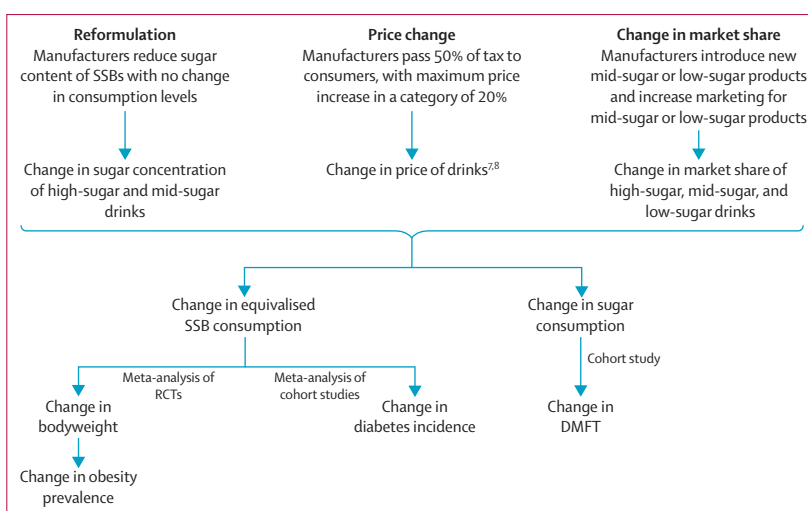 Reformulation
Manufacturers reduce sugar
content of SSBs with no change
in consumption levels
Price change
Manufacturers pass 50% of tax to
consumers, with maximum price
increase in a category of 20%
Change in market share
Manufacturers introduce new
mid-sugar or low-sugar products
and increase marketing for
mid-sugar or low-sugar products
Change in sugar concentration
of high-sugar and mid-sugar
drinks
Change in price of drinks7,8
Change in market share of
high-sugar, mid-sugar, and
low-sugar drinks
Change in equivalised
SSB consumption
Change in sugar
consumption
Meta-analysis of
RCTs
Meta-analysis of
cohort studies
Cohort study
Change in
bodyweight
Change in
diabetes incidence
Change in
DMFT
Change in obesity
prevalence